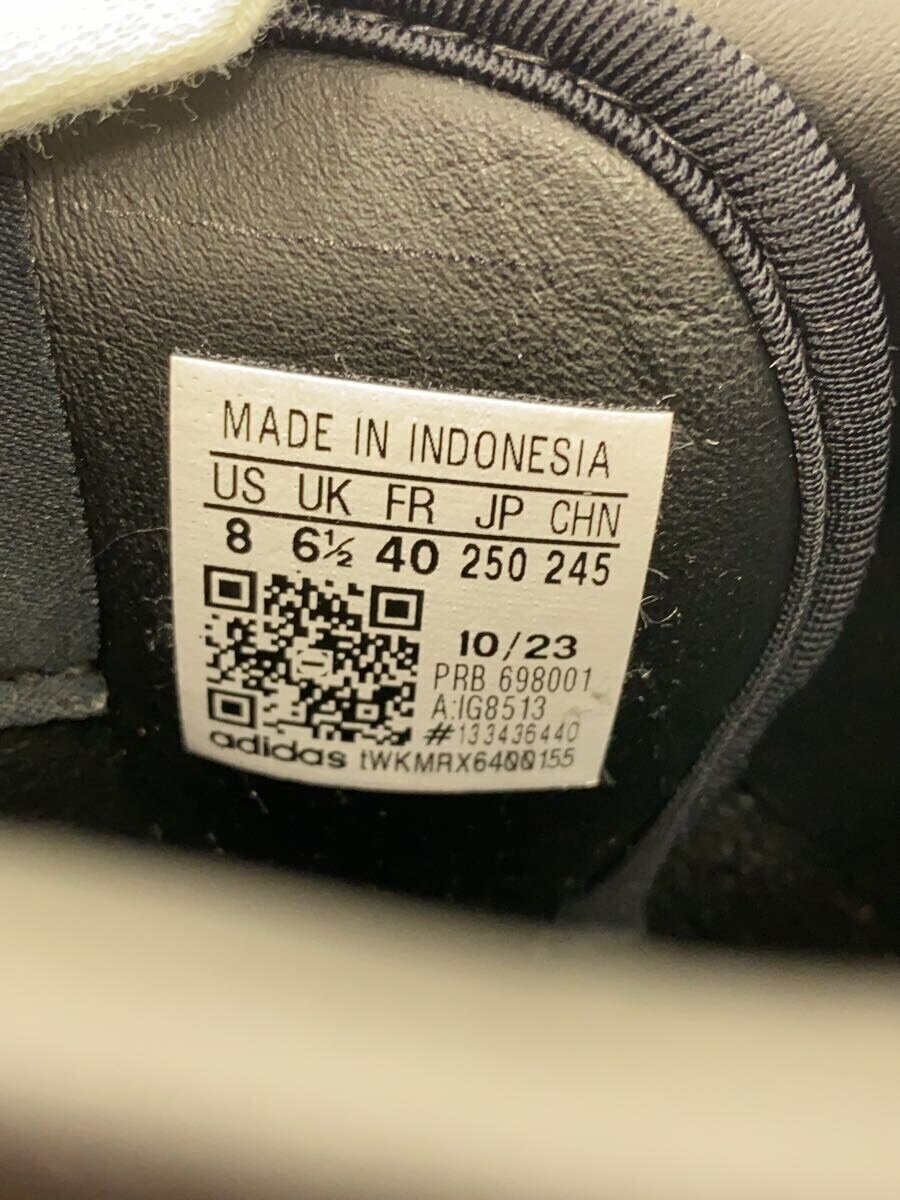 MADE IN INDONESIA
US UK FR JP CHN
8 6½ 40 250 245
10/23
PRB 698001
A:IG8513
#133436440
adidas tWKMRX6400155